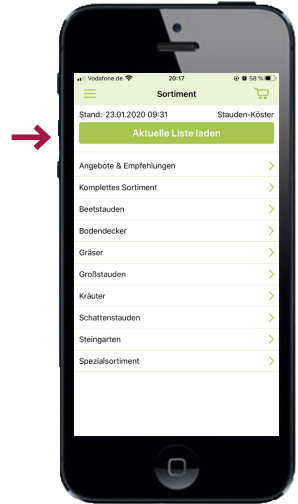 Vodafone.de 20:17 58 %
Sortiment
Stand: 23.01.2020 09:31 Stauden-Köster
Aktuelle Liste laden
Angebote & Empfehlungen
Komplettes Sortiment
Beetstauden
Bodendecker
Gräser
Großstauden
Kräuter
Schattenstauden
Steingarten
Spezialsortiment